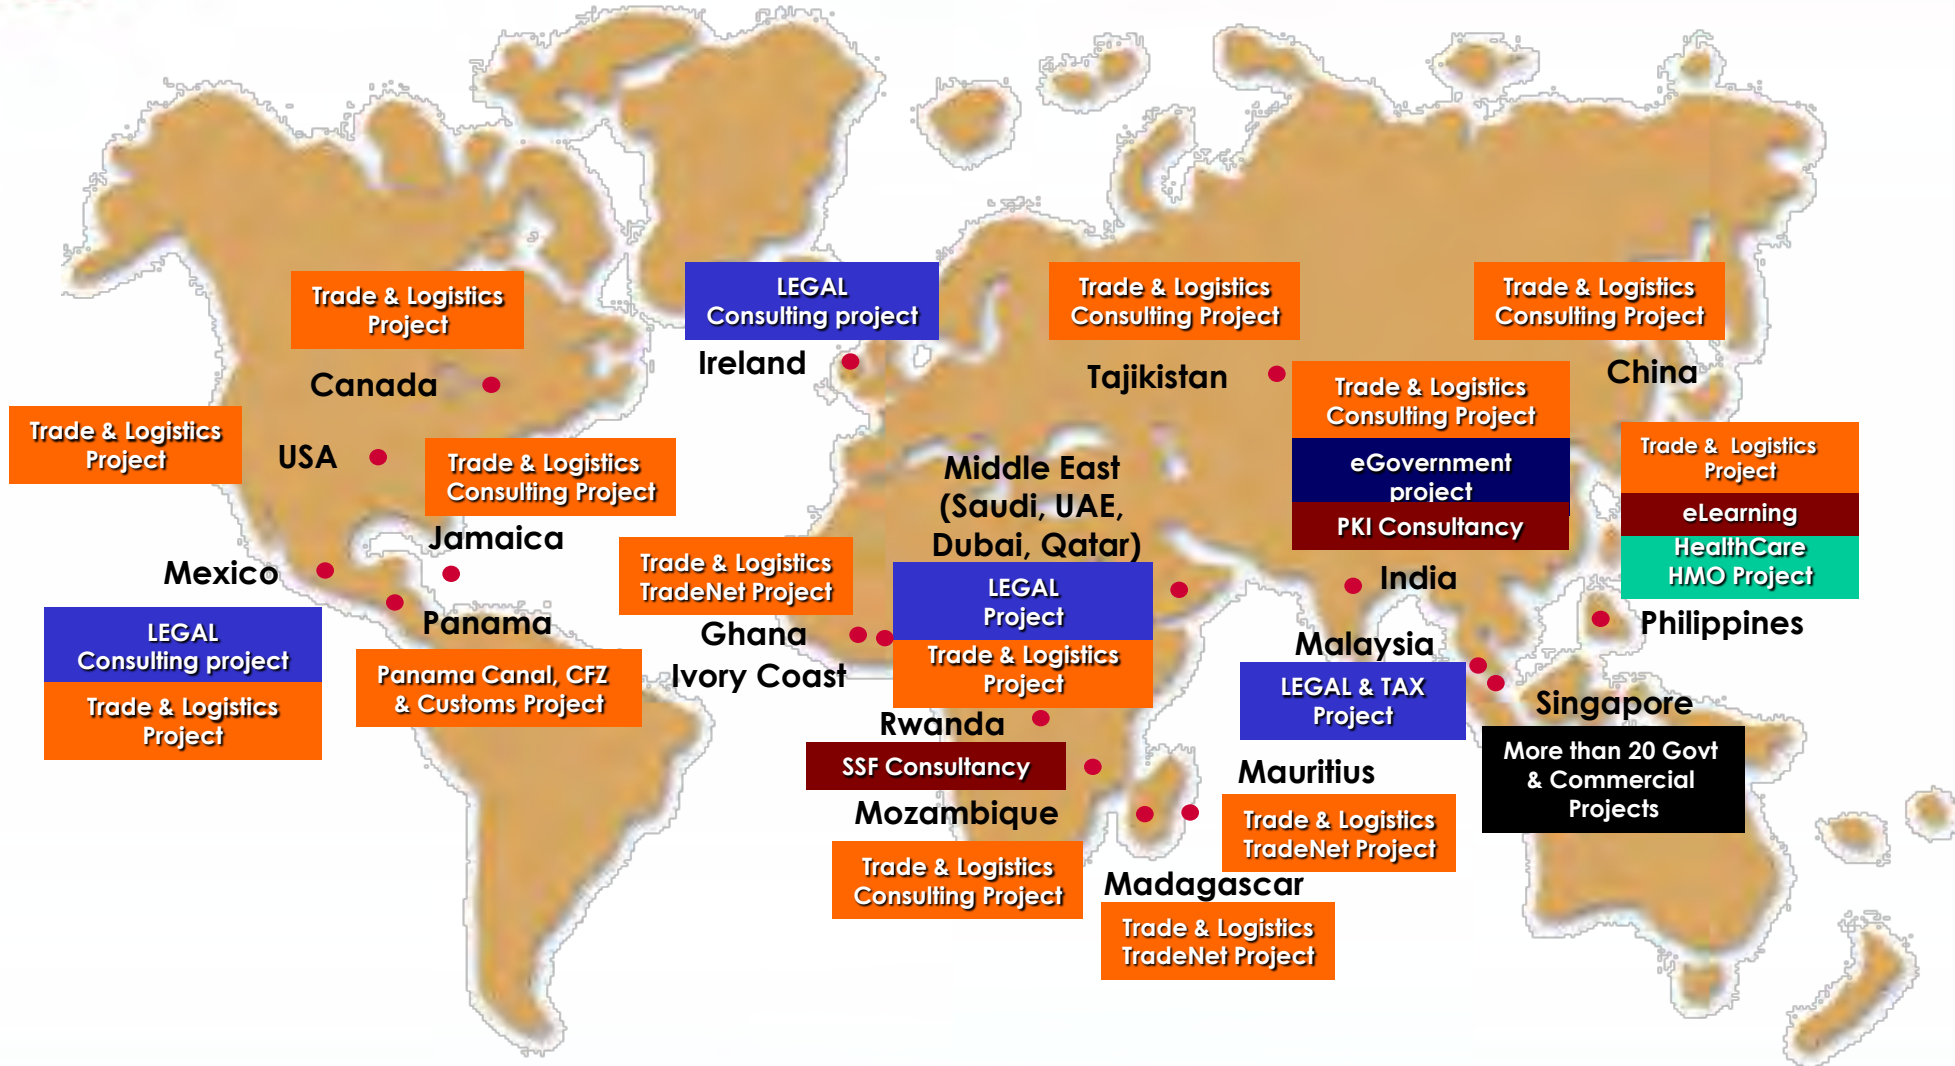 Trade & Logistics
Project
Canada
Trade & Logistics
Project
USA
Trade & Logistics
Consulting Project
Jamaica
Mexico
LEGAL
Consulting project
Trade & Logistics
Project
Panama
Panama Canal, CFZ
& Customs Project
LEGAL
Consulting project
Ireland
Trade & Logistics
Consulting Project
Tajikistan
Trade & Logistics
Consulting Project
China
Trade & Logistics
Consulting Project
eGovernment
project
PKI Consultancy
India
Trade & Logistics
Project
eLearning
HealthCare
HMO Project
Philippines
Middle East
(Saudi, UAE,
Dubai, Qatar)
LEGAL
Project
Trade & Logistics
Project
Trade & Logistics
TradeNet Project
Ghana
Ivory Coast
Rwanda
SSF Consultancy
Mozambique
Trade & Logistics
Consulting Project
Malaysia
LEGAL & TAX
Project
Singapore
More than 20 Govt
& Commercial
Projects
Mauritius
Trade & Logistics
TradeNet Project
Madagascar
Trade & Logistics
TradeNet Project